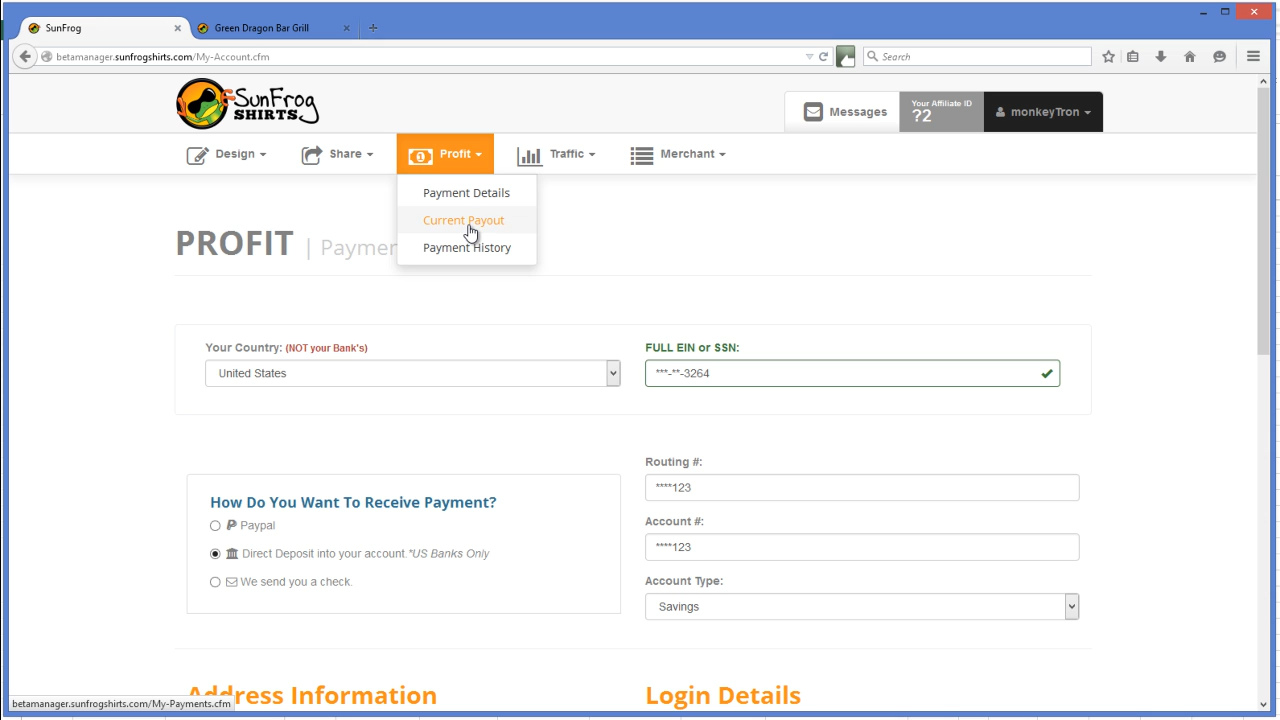 SunFrog
Green Dragon Bar Grill
betamanager.sunfrogshirts.com/My-Account.cfm
Search
SunFrog
SHIRTS
Messages
Your Affiliate ID
?2
monkeyTron
Design
Share
Profit
Traffic
Merchant
Payment Details
Current Payout
Payment History
PROFIT | Paymen
Your Country: (NOT your Bank's)
United States
FULL EIN or SSN:
***-**-3264
How Do You Want To Receive Payment?
Paypal
Direct Deposit into your account.*US Banks Only
We send you a check.
Routing #:
****123
Account #:
****123
Account Type:
Savings
Address Information
Login Details
betamanager.sunfrogshirts.com/My-Payments.cfm